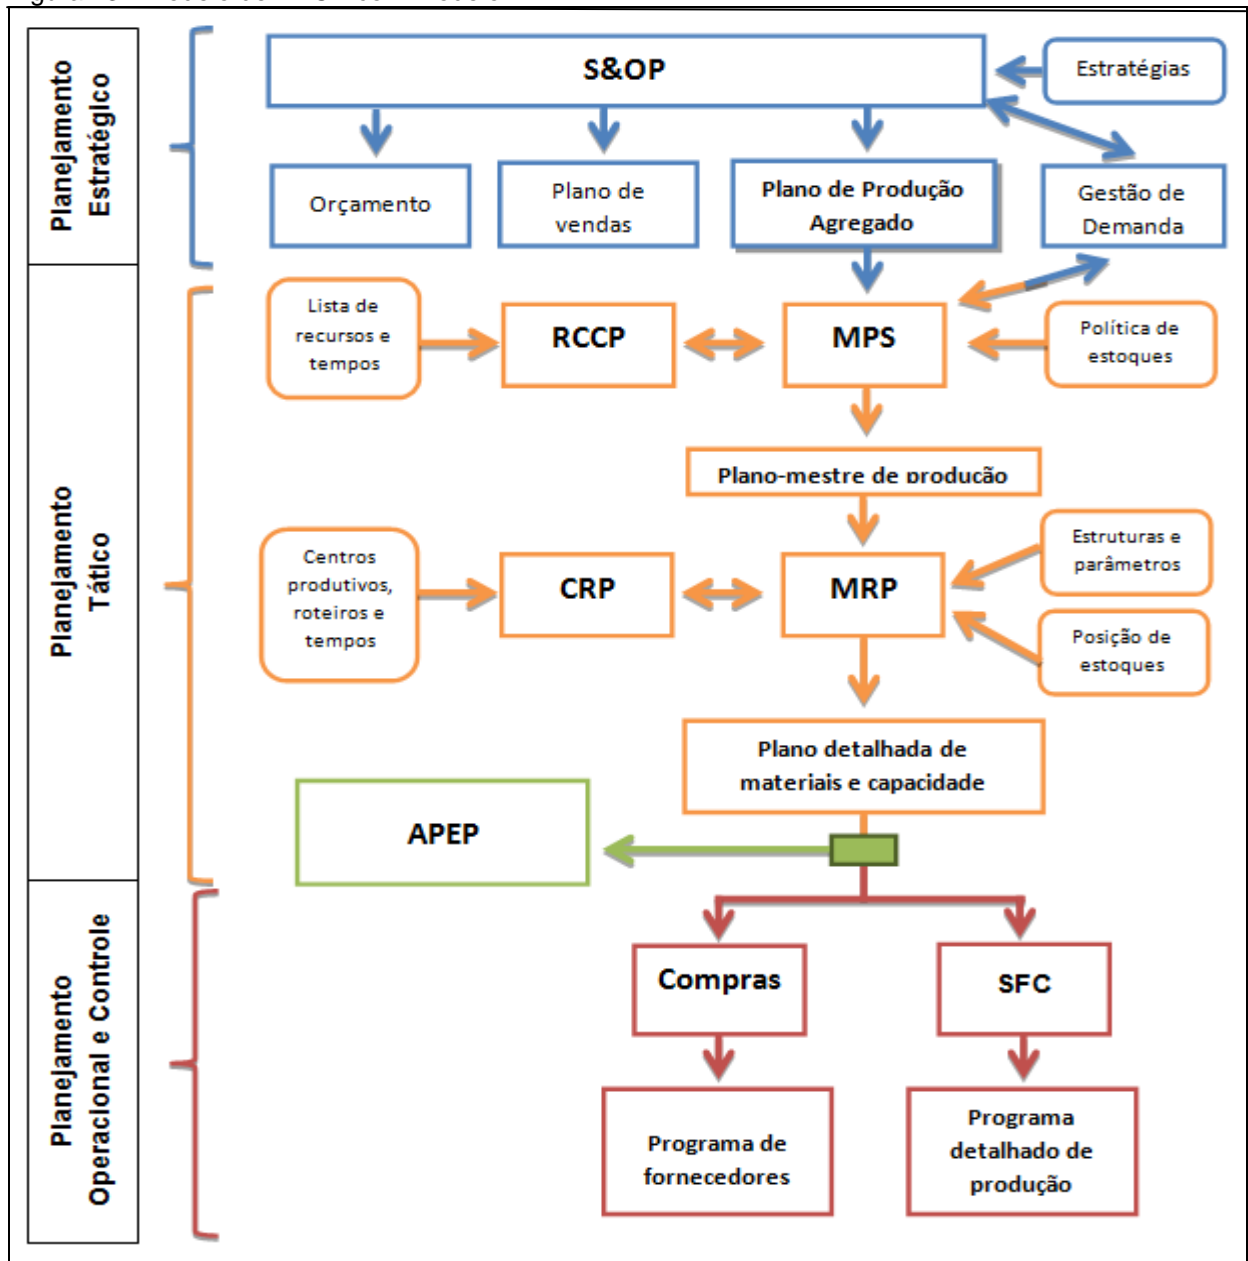 Planejamento
Estratégico
S&OP
Estratégias
Orçamento
Plano de
vendas
Plano de Produção
Agregado
Gestão de
Demanda
Planejamento
Tático
Lista de
recursos e
tempos
RCCP
MPS
Política de
estoques
Plano-mestre de produção
Centros
produtivos,
roteiros e
tempos
CRP
MRP
Estruturas e
parâmetros
Posição de
estoques
Plano detalhada de
materiais e capacidade
APEP
Planejamento
Operacional e Controle
Compras
SFC
Programa de
fornecedores
Programa
detalhado de
produção